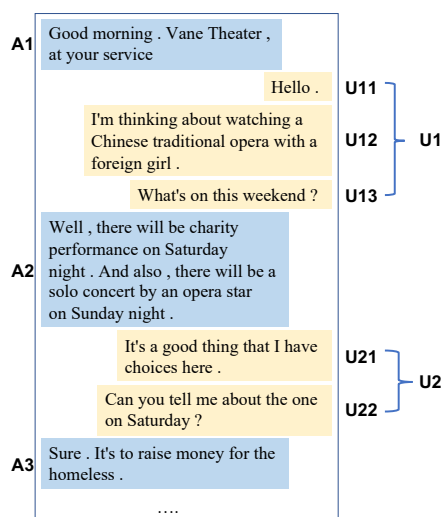 A1
Good morning . Vane Theater ,
at your service
Hello .
U11
I'm thinking about watching a
Chinese traditional opera with a
foreign girl .
U12
U1
What's on this weekend ?
U13
A2
Well , there will be charity
performance on Saturday
night . And also , there will be a
solo concert by an opera star
on Sunday night .
It's a good thing that I have
choices here .
U21
U2
Can you tell me about the one
on Saturday ?
U22
A3
Sure . It's to raise money for the
homeless .
....